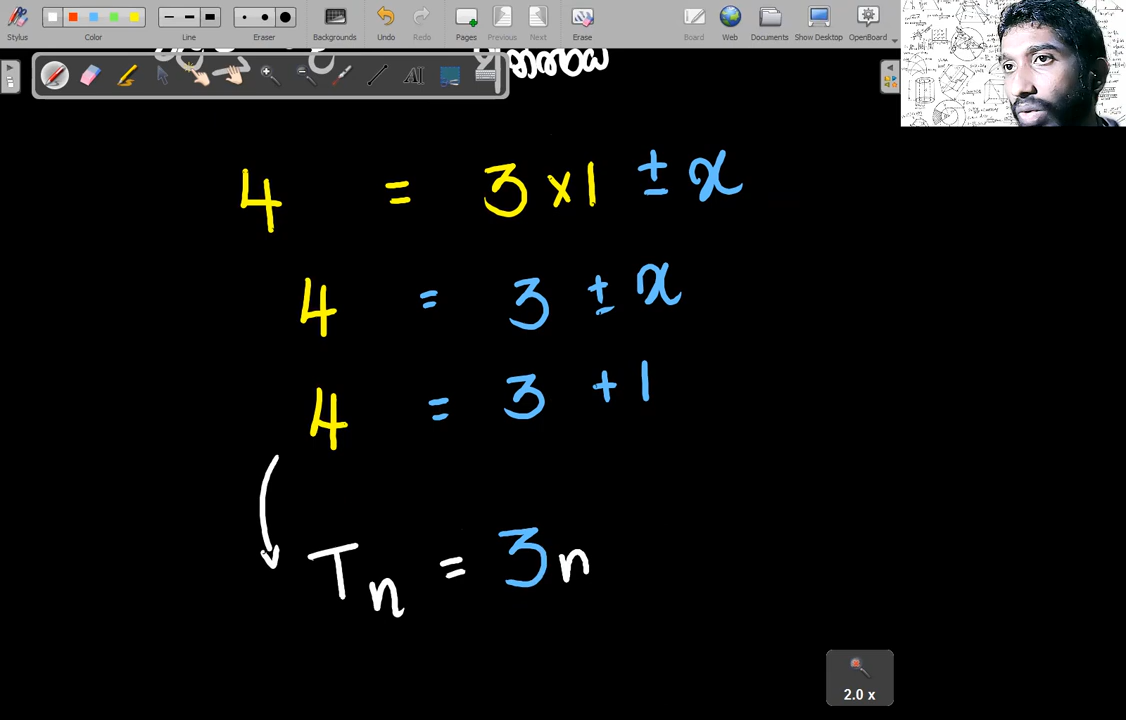 Stylus Color Line Eraser Backgrounds Undo Redo Pages Previous Next Erase Board Web Documents Show Desktop OpenBoard
4 = 3 × 1 ± x
4 = 3 ± x
4 = 3 + 1
Tn = 3n
2.0 x